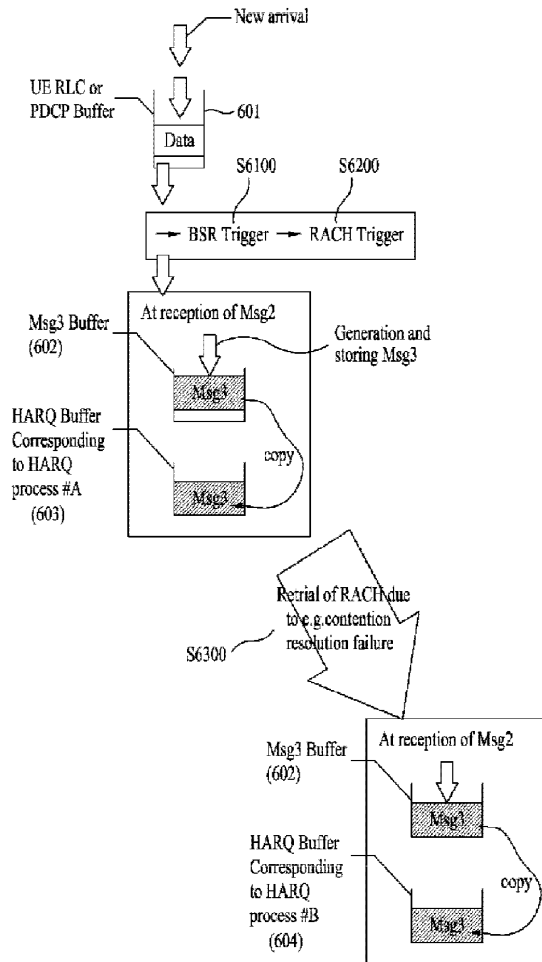 New arrival
UE RLC or
PDCP Buffer
601
Data
S6100
S6200
BSR Trigger
RACH Trigger
At reception of Msg2
Msg3 Buffer
(602)
Generation and
storing Msg3
Msg3
HARQ Buffer
Corresponding
to HARQ
process #A
(603)
copy
Msg3
Retrial of RACH due
to e.g.contention
resolution failure
S6300
At reception of Msg2
Msg3 Buffer
(602)
Msg3
HARQ Buffer
Corresponding
to HARQ
process #B
(604)
copy
Msg3